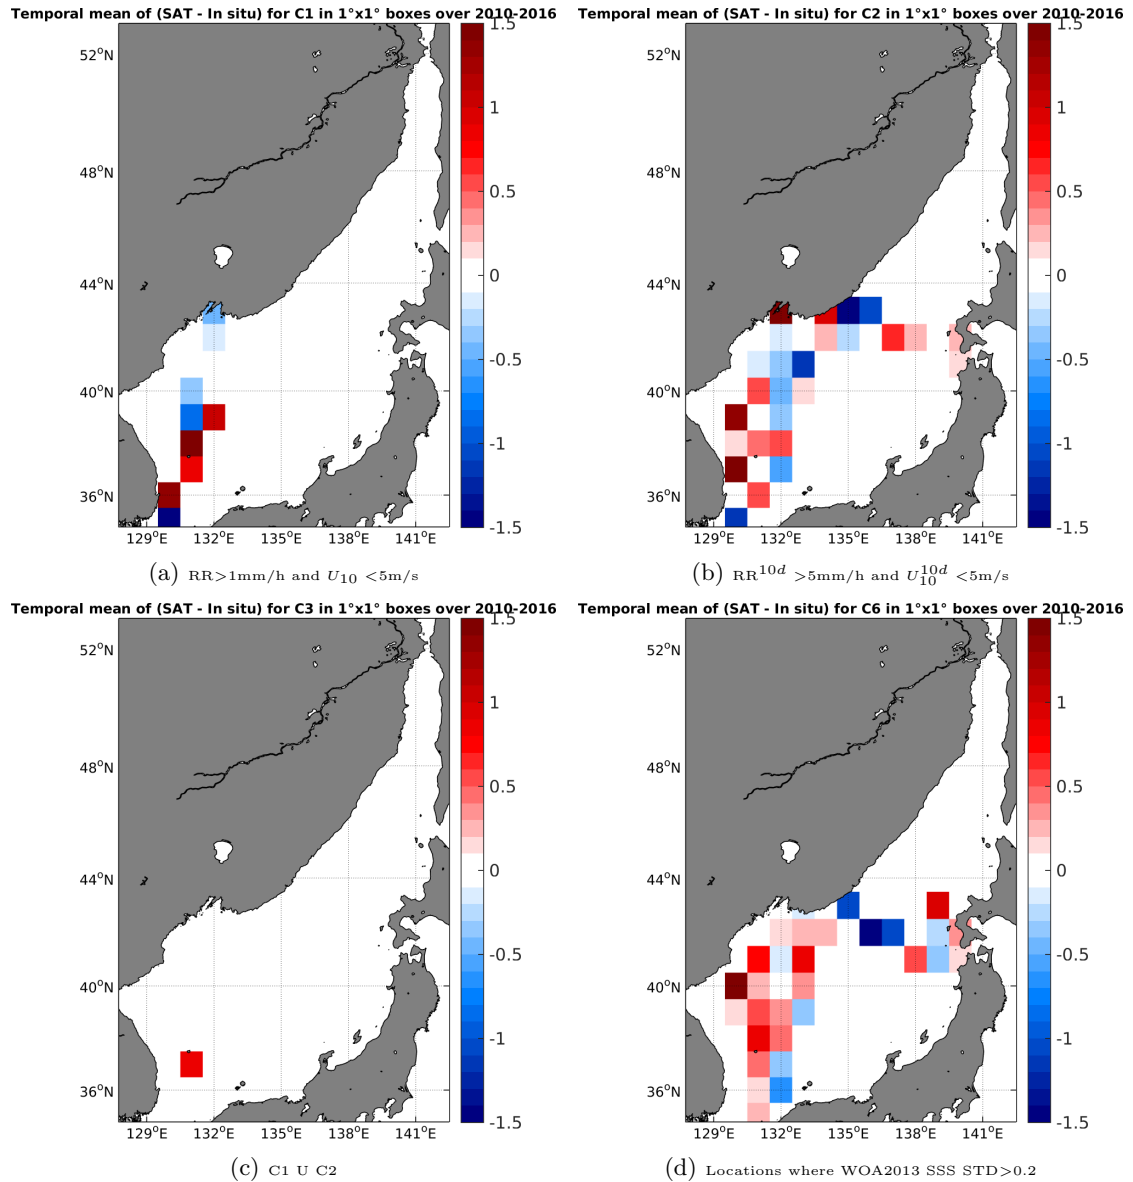 Temporal mean of (SAT - In situ) for C1 in 1°x1° boxes over 2010-2016
52°N
48°N
44°N
40°N
36°N
129°E 132°E 135°E 138°E 141°E
1.5
1
0.5
0
-0.5
-1
-1.5
(a) RR>1mm/h and U10 <5m/s
Temporal mean of (SAT - In situ) for C2 in 1°x1° boxes over 2010-2016
52°N
48°N
44°N
40°N
36°N
129°E 132°E 135°E 138°E 141°E
1.5
1
0.5
0
-0.5
-1
-1.5
(b) RR^10d >5mm/h and U10^10d <5m/s
Temporal mean of (SAT - In situ) for C3 in 1°x1° boxes over 2010-2016
52°N
48°N
44°N
40°N
36°N
129°E 132°E 135°E 138°E 141°E
1.5
1
0.5
0
-0.5
-1
-1.5
(c) C1 U C2
Temporal mean of (SAT - In situ) for C6 in 1°x1° boxes over 2010-2016
52°N
48°N
44°N
40°N
36°N
129°E 132°E 135°E 138°E 141°E
1.5
1
0.5
0
-0.5
-1
-1.5
(d) Locations where WOA2013 SSS STD>0.2